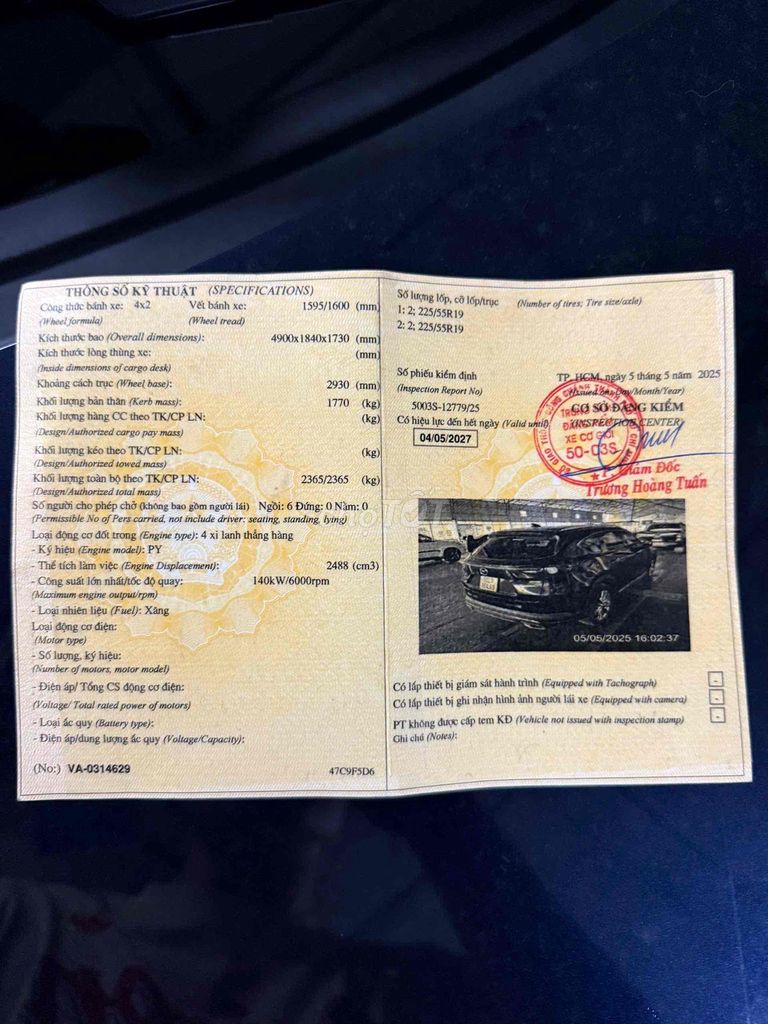 THÔNG SỐ KỸ THUẬT (SPECIFICATIONS)
Công thức bánh xe: 4x2 Vết bánh xe: 1595/1600 (mm)
(Wheel formula) (Wheel tread)
Kích thước bao (Overall dimensions): 4900x1840x1730 (mm)
Kích thước lòng thùng xe: (mm)
(Inside dimensions of cargo desk)
Khoảng cách trục (Wheel base): 2930 (mm)
Khối lượng bản thân (Kerb mass): 1770 (kg)
Khối lượng hàng CC theo TK/CP LN: (kg)
(Design/Authorized cargo pay mass)
Khối lượng kéo theo TK/CP LN: (kg)
(Design/Authorized towed mass)
Khối lượng toàn bộ theo TK/CP LN: 2365/2365 (kg)
(Design/Authorized total mass)
Số người cho phép chở (không bao gồm người lái) Ngồi: 6 Đứng: 0 Nằm: 0
(Permissible No of Pers carried, not include driver: seating, standing, lying)
Loại động cơ đốt trong (Engine type): 4 xi lanh thẳng hàng
- Ký hiệu (Engine model): PY
- Thể tích làm việc (Engine Displacement): 2488 (cm3)
- Công suất lớn nhất/tốc độ quay: 140kW/6000rpm
(Maximum engine output/rpm)
- Loại nhiên liệu (Fuel): Xăng
Loại động cơ điện:
(Motor type)
- Số lượng, ký hiệu:
(Number of motors, motor model)
- Điện áp/ Tổng CS động cơ điện:
(Voltage/ Total rated power of motors)
- Loại ắc quy (Battery type):
- Điện áp/dung lượng ắc quy (Voltage/Capacity):
(No:) VA-0314629 47C9F5D6
Số lượng lốp, cỡ lốp/trục (Number of tires; Tire size/axle)
1: 2; 225/55R19
2: 2; 225/55R19
Số phiếu kiểm định TP. HCM, ngày 5 tháng 5 năm 2025
(Inspection Report No) (Issued on: Day/Month/Year)
5003S-12779/25 CƠ SỞ ĐĂNG KIỂM
Có hiệu lực đến hết ngày (Valid until) (INSPECTION CENTER)
04/05/2027
XE CƠ GIỚI
50-03S
Giám Đốc
Trương Hoàng Tuấn
05/05/2025 16:02:37
Có lắp thiết bị giám sát hành trình (Equipped with Tachograph) -
Có lắp thiết bị ghi nhận hình ảnh người lái xe (Equipped with camera) -
PT không được cấp tem KĐ (Vehicle not issued with inspection stamp) -
Ghi chú (Notes):